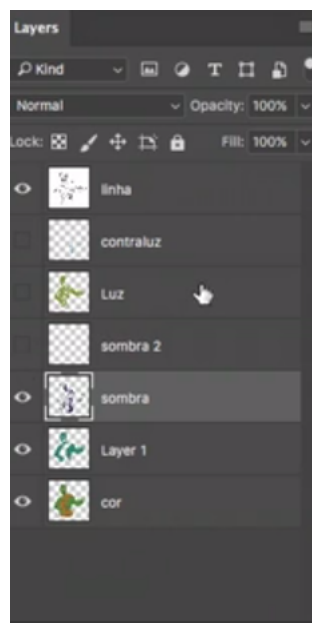 Layers
Kind
Normal Opacity: 100%
Lock: Fill: 100%
linha
contraluz
Luz
sombra 2
sombra
Layer 1
cor